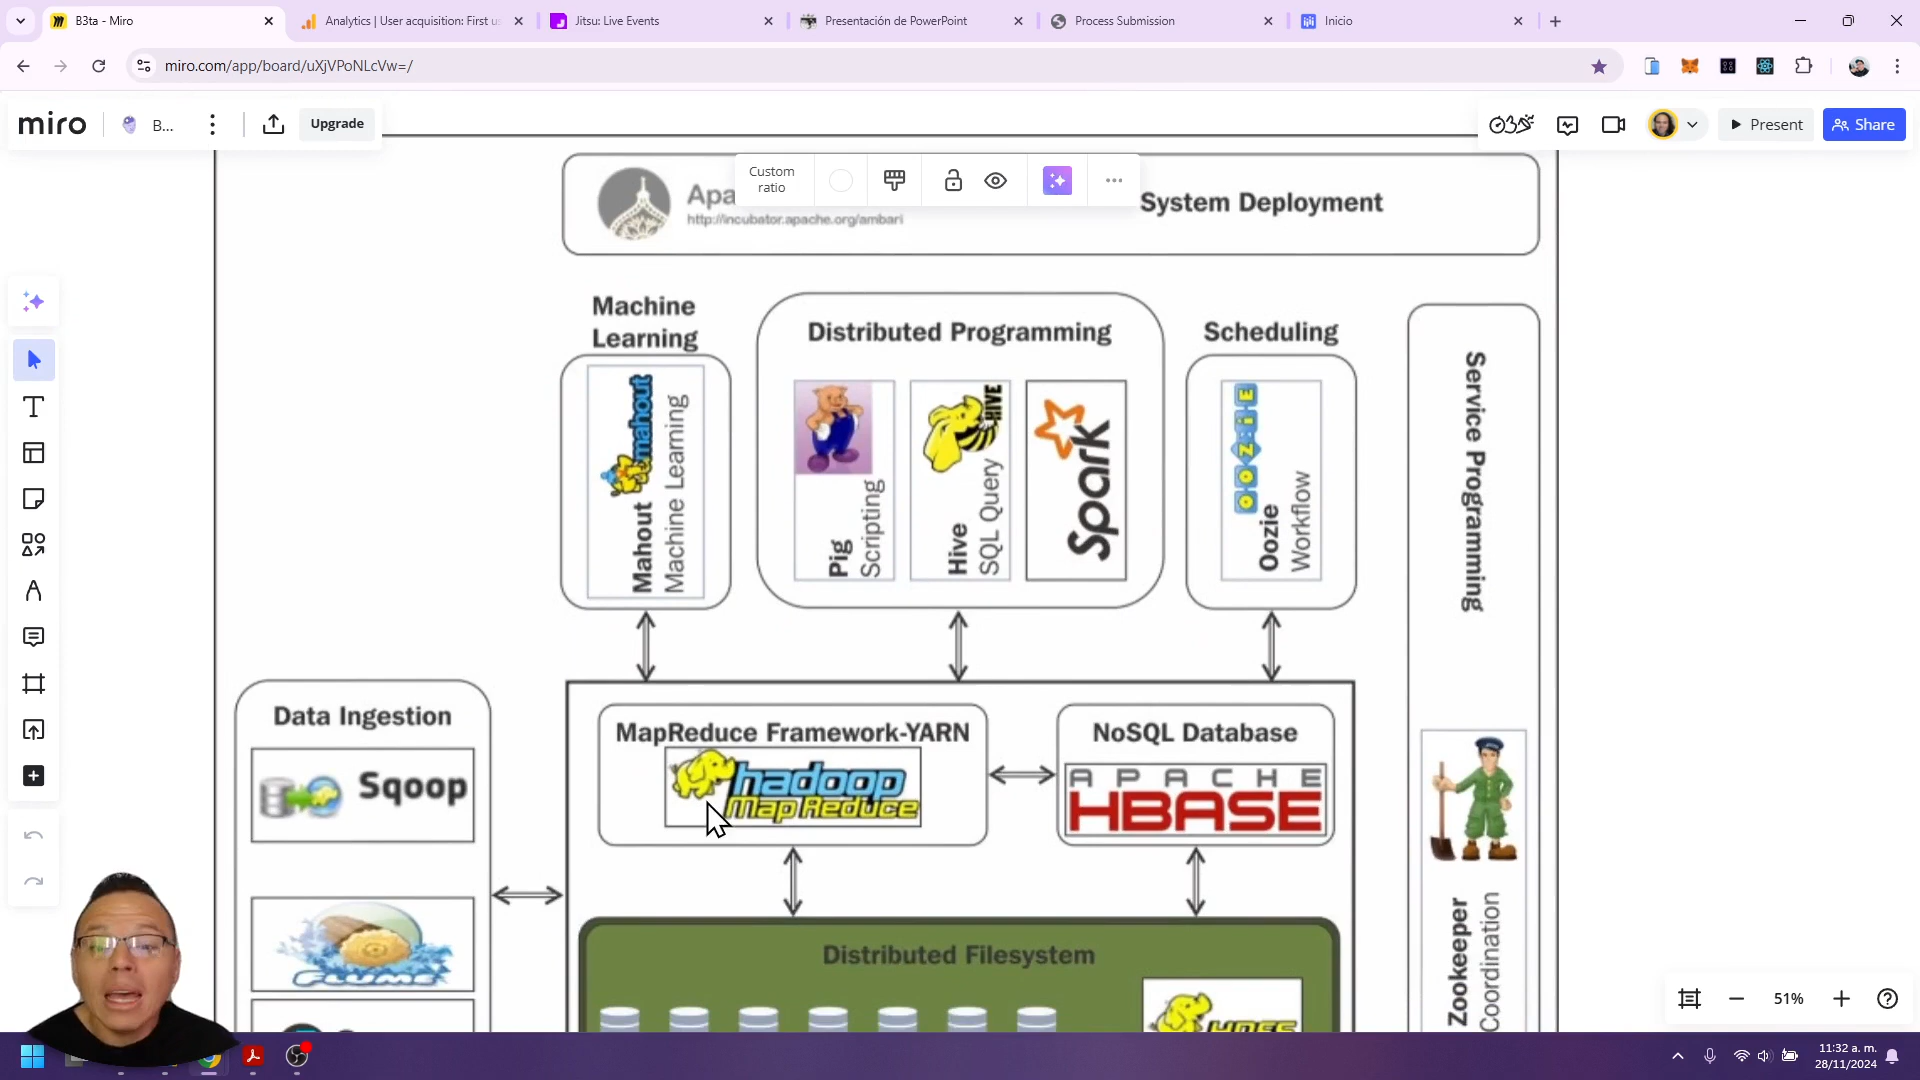 B3ta - Miro
Analytics | User acquisition: First us
Jitsu: Live Events
Presentación de PowerPoint
Process Submission
Inicio
miro.com/app/board/uXjVPoNLcVw=/
miro
B...
Upgrade
Present
Share
Custom
ratio
Apa
http://incubator.apache.org/ambari
System Deployment
Machine
Learning
Distributed Programming
Scheduling
Service Programming
mahout
Mahout
Machine Learning
Pig
Scripting
HIVE
Hive
SQL Query
Spark
OOZIE
Oozie
Workflow
Data Ingestion
Sqoop
FLUME
MapReduce Framework-YARN
hadoop
Map Reduce
NoSQL Database
APACHE
HBASE
Distributed Filesystem
HDFS
Zookeeper
Coordination
51%
11:32 a. m.
28/11/2024